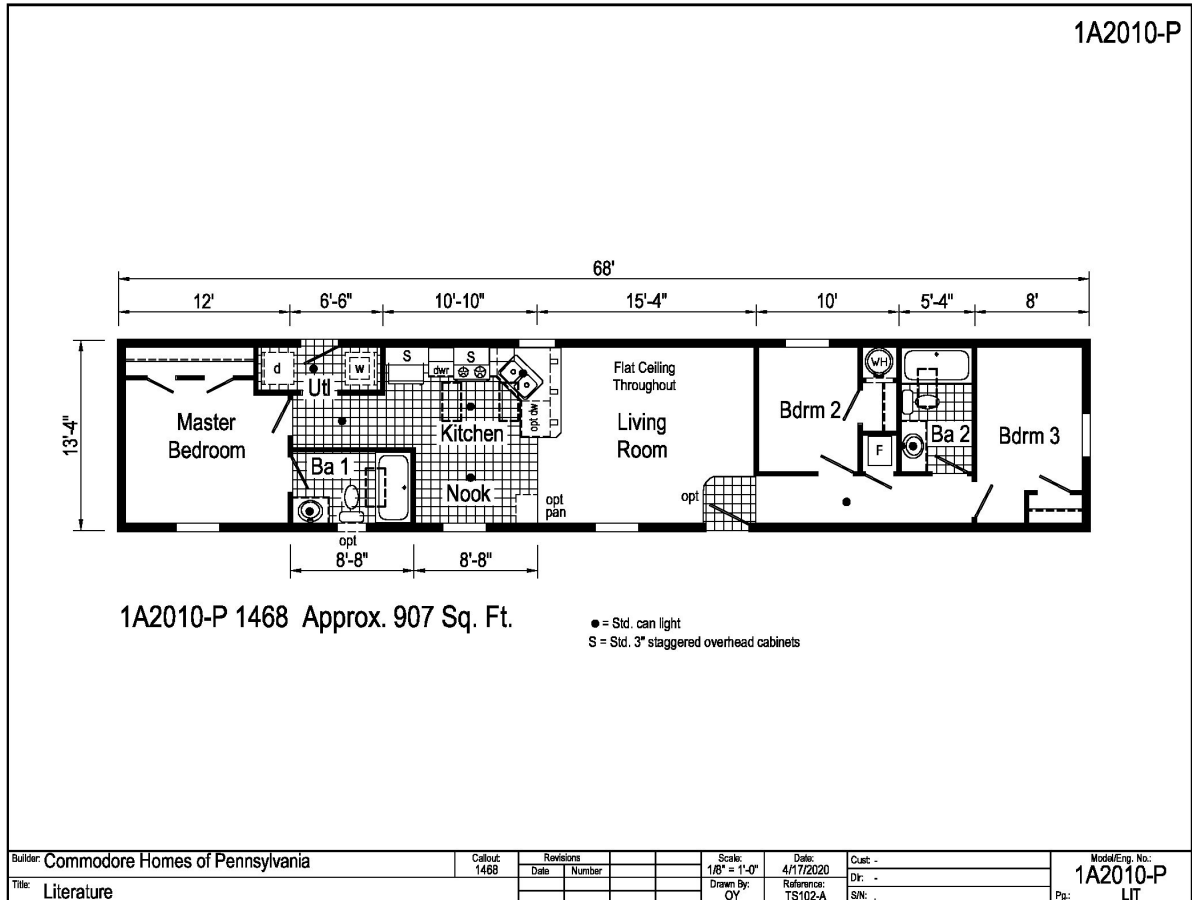 1A2010-P
68'
12' 6'-6" 10'-10" 15'-4" 10' 5'-4" 8'
13'-4"
S S
d w dwr
Utl
WH
Flat Ceiling
Throughout
opt dw
Master
Bedroom
Kitchen
Living
Room
Bdrm 2
F
Ba 2
Bdrm 3
Ba 1
Nook
opt
pan
opt
opt
8'-8" 8'-8"
1A2010-P 1468 Approx. 907 Sq. Ft.
● = Std. can light
S = Std. 3" staggered overhead cabinets
Builder: Commodore Homes of Pennsylvania
Title: Literature
Callout:
1468
Revisions
Date Number
Scale:
1/8" = 1'-0"
Drawn By:
OY
Date:
4/17/2020
Reference:
TS102-A
Cust: -
Dir: -
S/N: .
Model/Eng. No.:
1A2010-P
Pg.: LIT